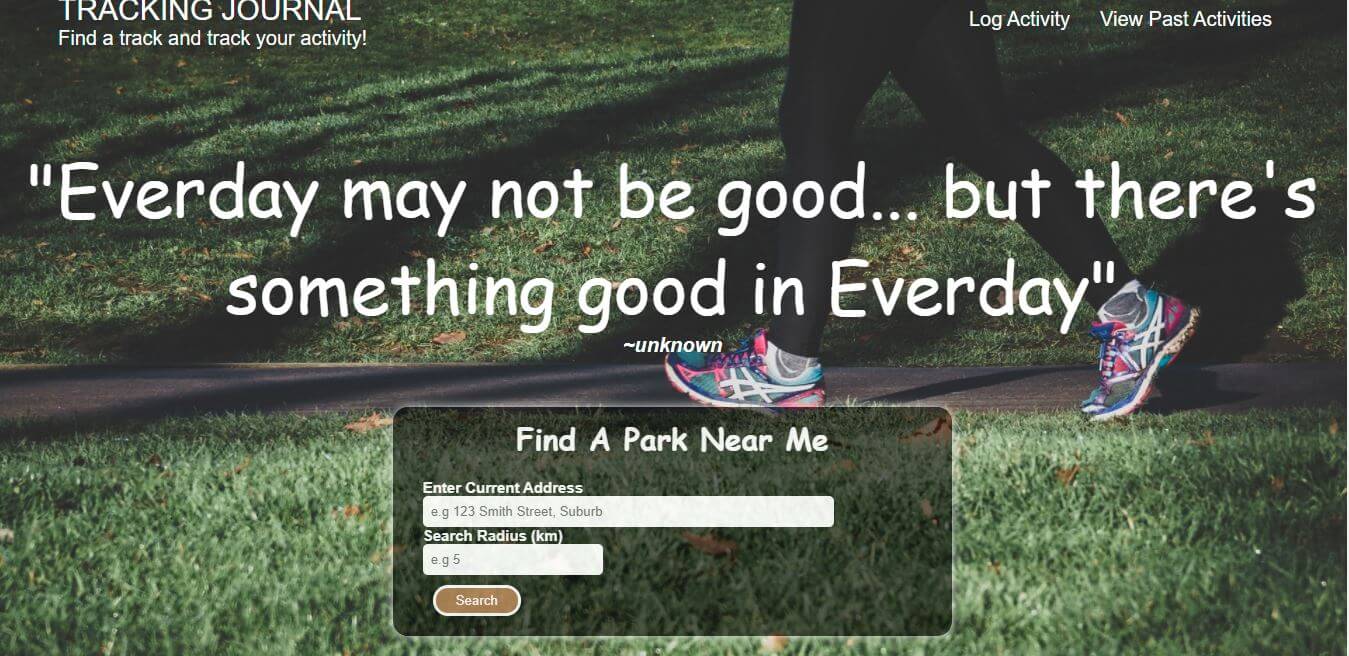 TRACKING JOURNAL
Find a track and track your activity!
Log Activity View Past Activities
"Everday may not be good... but there's
something good in Everday"
~unknown
Find A Park Near Me
Enter Current Address
e.g 123 Smith Street, Suburb
Search Radius (km)
e.g 5
Search